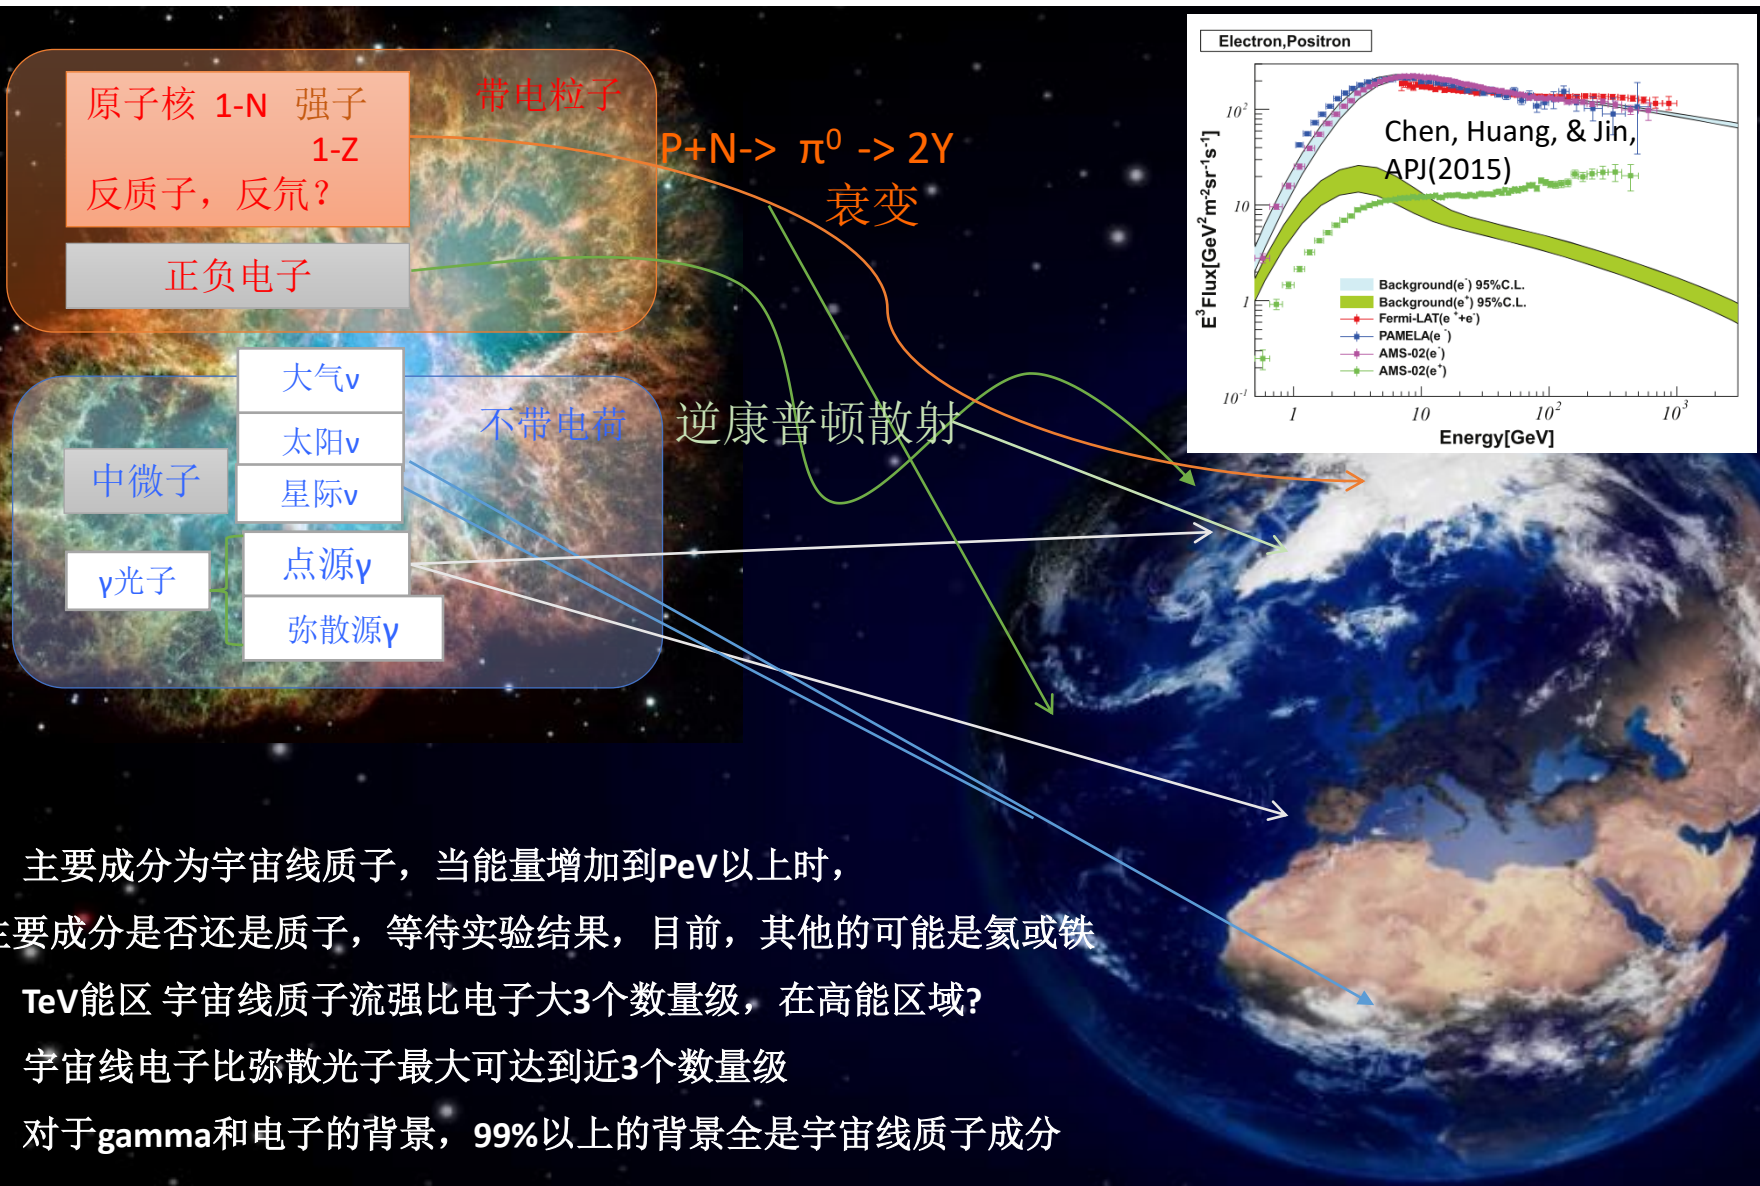 原子核 1-N 强子
1-Z
反质子，反氘？
带电粒子
正负电子
P+N-> π⁰ -> 2Y
衰变
大气ν
太阳ν
星际ν
中微子
不带电荷
逆康普顿散射
点源γ
γ光子
弥散源γ
Electron,Positron
Chen, Huang, & Jin,
APJ(2015)
E³Flux[GeV²m⁻²sr⁻¹s⁻¹]
10²
10
1
10⁻¹
Background(e⁻) 95%C.L.
Background(e⁺) 95%C.L.
Fermi-LAT(e⁺+e⁻)
PAMELA(e⁻)
AMS-02(e⁻)
AMS-02(e⁺)
1 10 10² 10³
Energy[GeV]
主要成分为宇宙线质子，当能量增加到PeV以上时，
主要成分是否还是质子，等待实验结果，目前，其他的可能是氦或铁
TeV能区 宇宙线质子流强比电子大3个数量级，在高能区域?
宇宙线电子比弥散光子最大可达到近3个数量级
对于gamma和电子的背景，99%以上的背景全是宇宙线质子成分